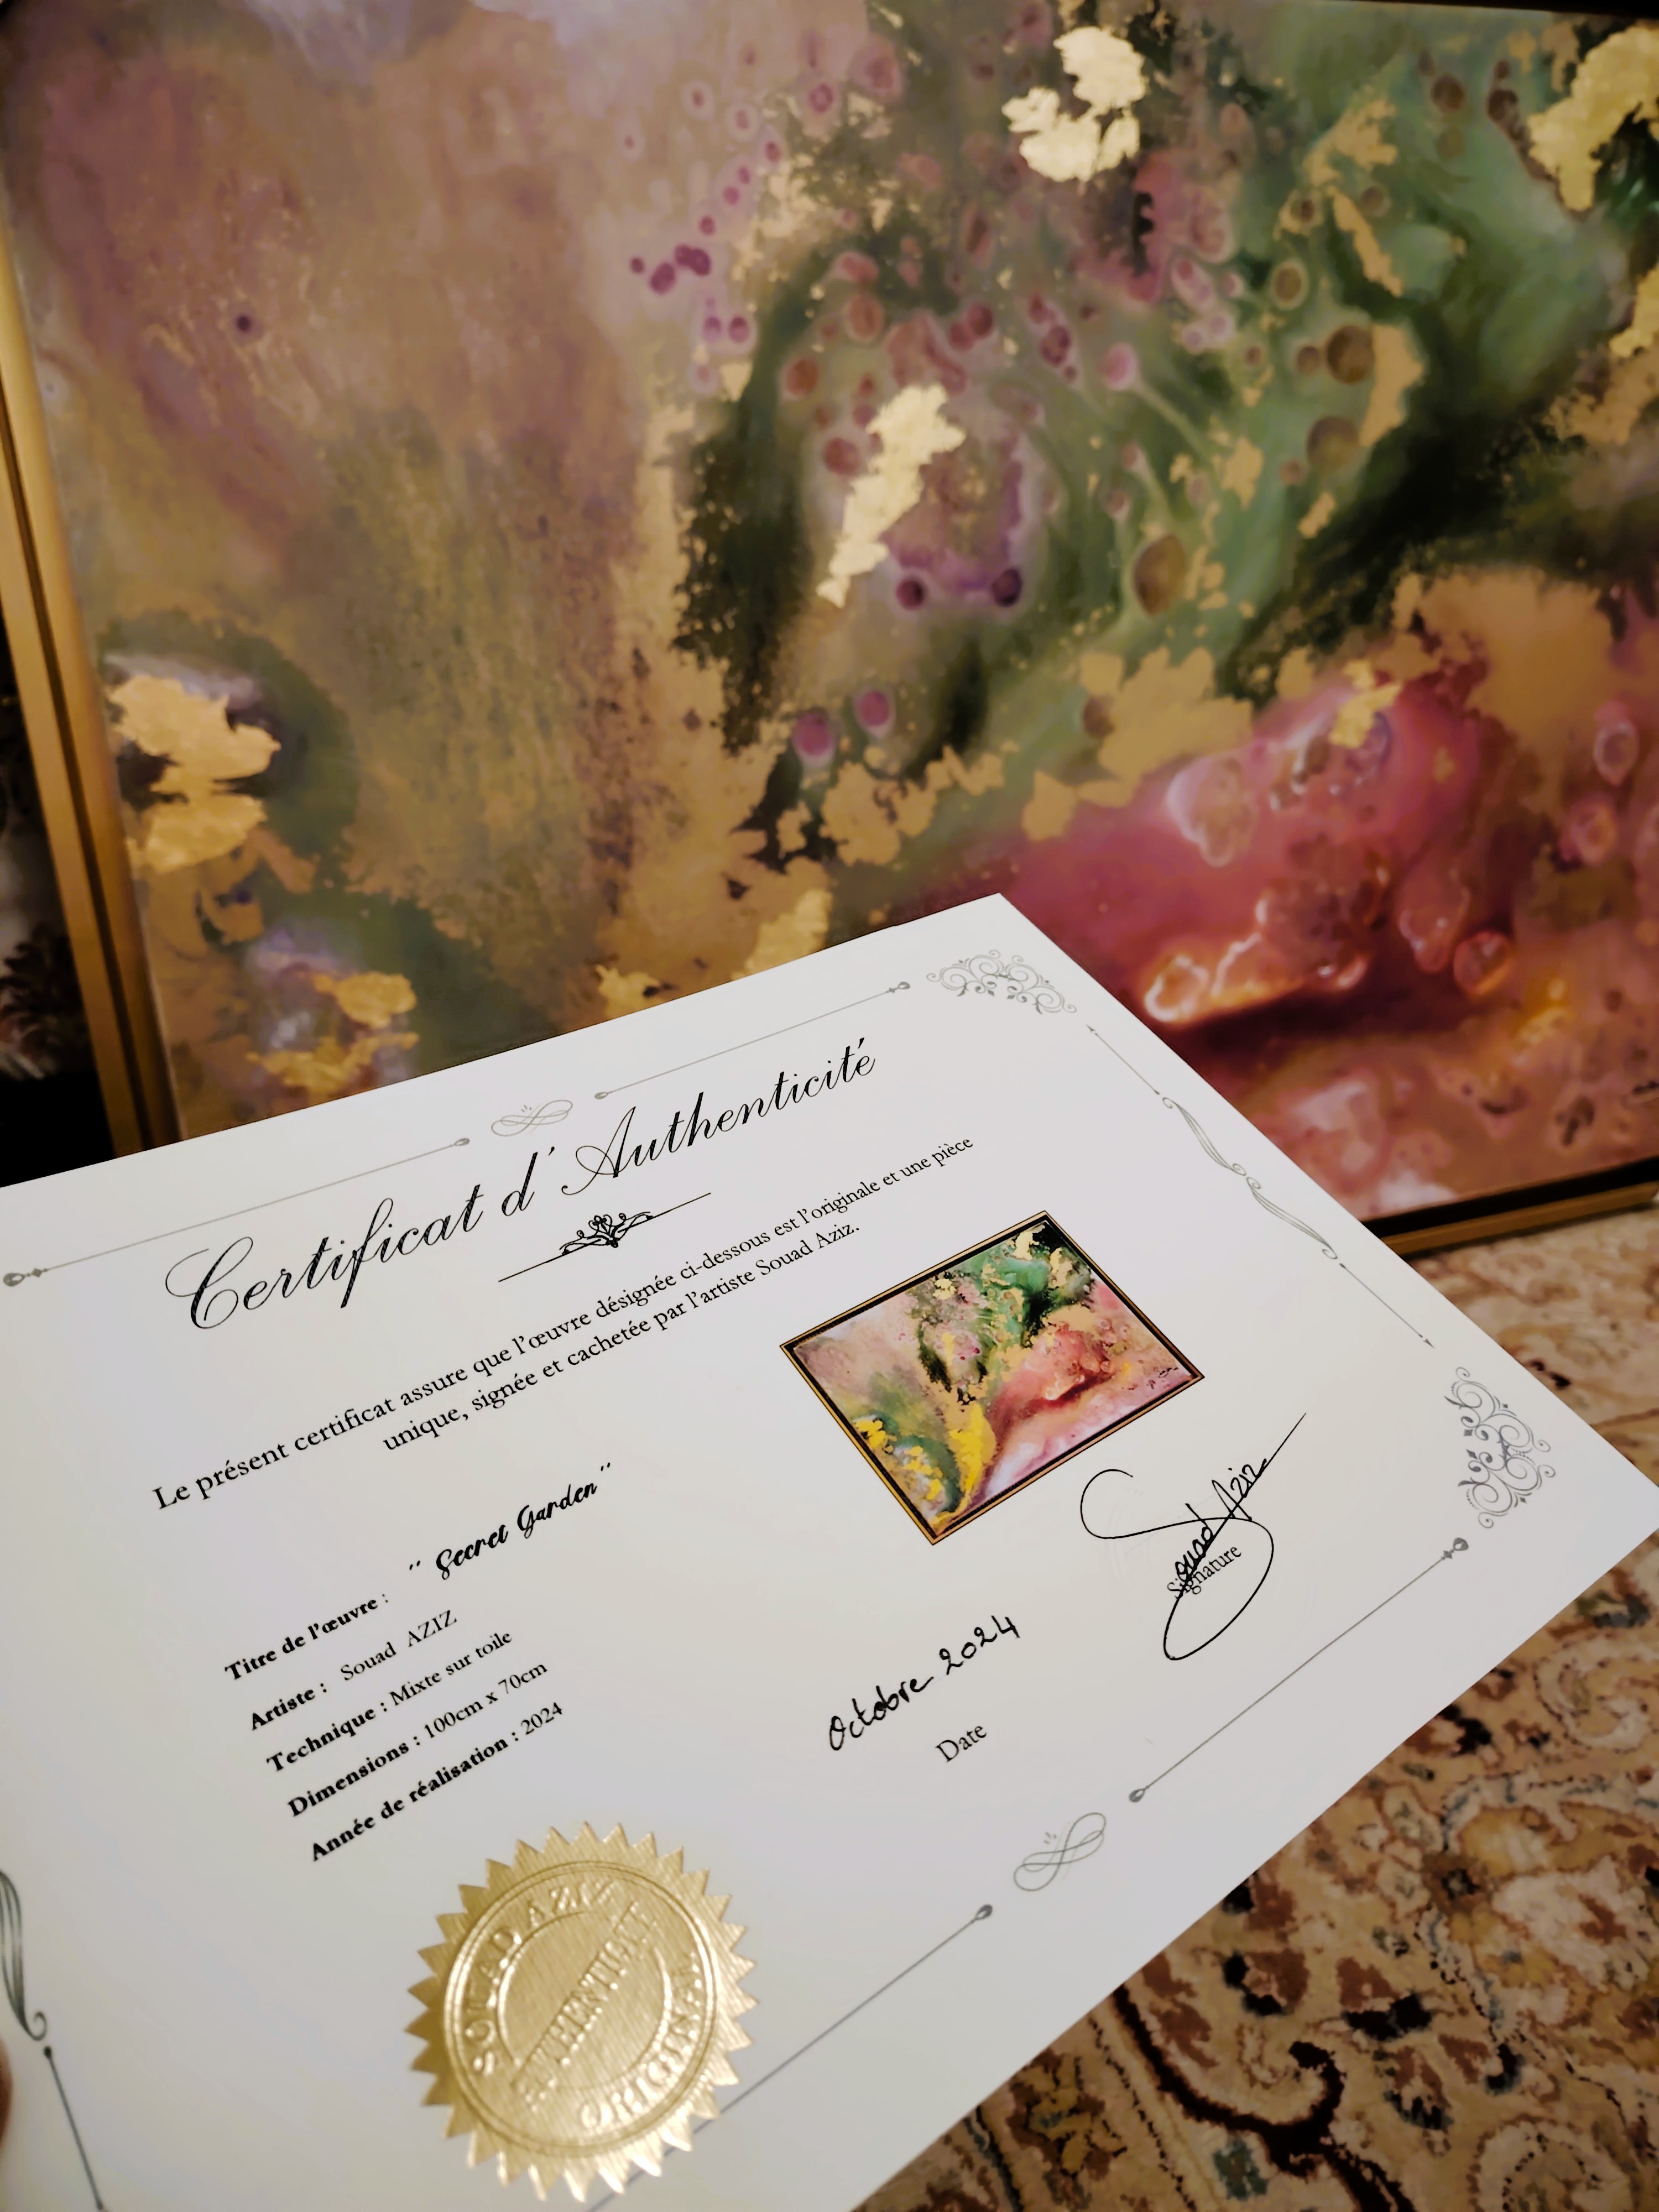 Certificat d'Authenticité
Le présent certificat assure que l'œuvre désignée ci-dessous est l'originale et une pièce
unique, signée et cachetée par l'artiste Souad Aziz.
Titre de l'œuvre : " Secret Garden "
Artiste : Souad AZIZ
Technique : Mixte sur toile
Dimensions : 100cm x 70cm
Année de réalisation : 2024
Octobre 2024
Date
Souad Aziz
Signature
SOUAD AZIZ
AUTHENTIQUE
ORIGINAL